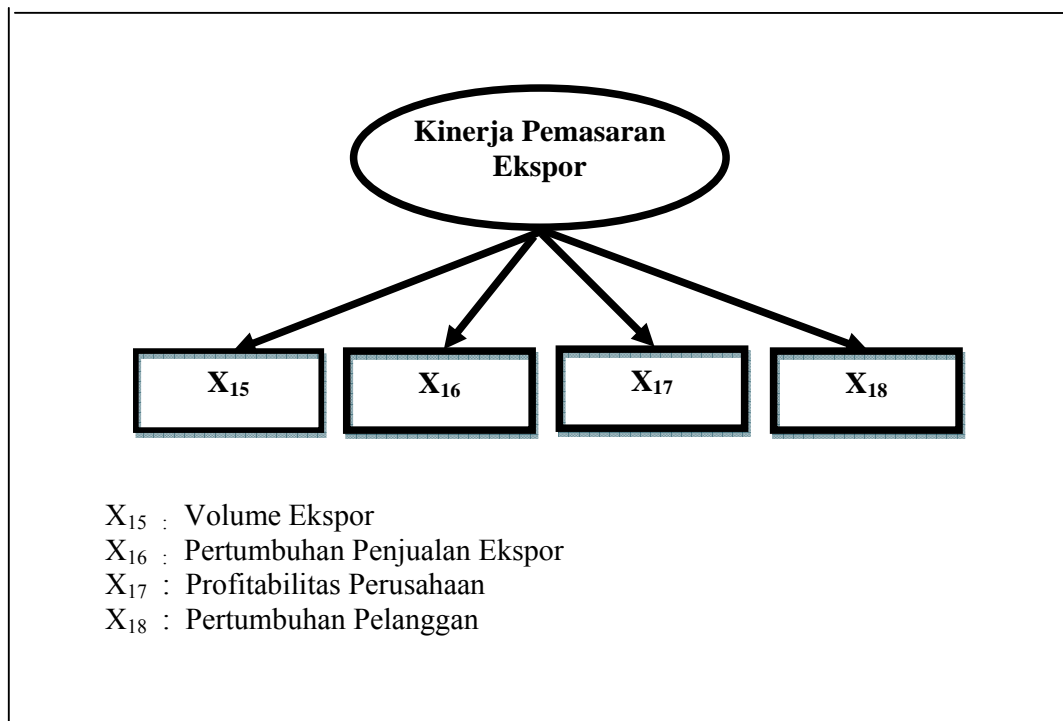 Kinerja Pemasaran
Ekspor
X₁₅
X₁₆
X₁₇
X₁₈
X₁₅ : Volume Ekspor
X₁₆ : Pertumbuhan Penjualan Ekspor
X₁₇ : Profitabilitas Perusahaan
X₁₈ : Pertumbuhan Pelanggan